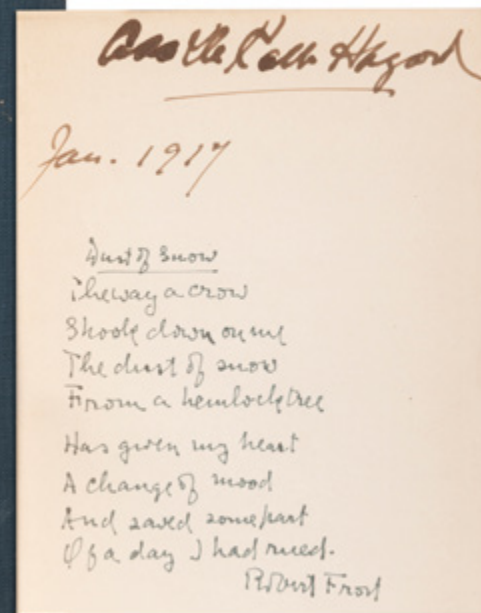 Jan. 1917
Dust of Snow
The way a crow
Shook down on me
The dust of snow
From a hemlock tree
Has given my heart
A change of mood
And saved some part
Of a day I had rued.
Robert Frost